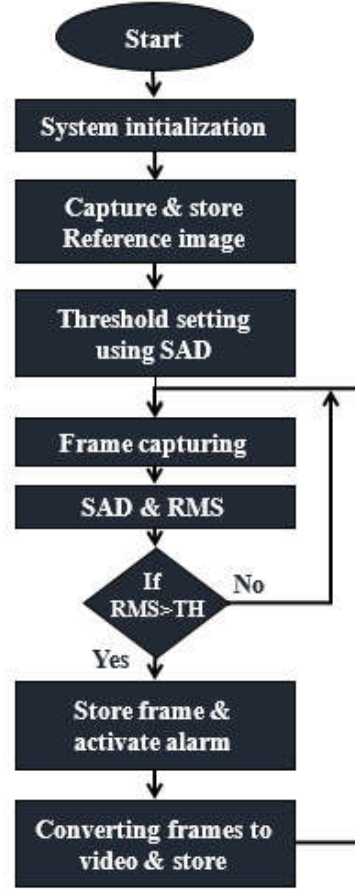 Start
System initialization
Capture & store
Reference image
Threshold setting
using SAD
Frame capturing
SAD & RMS
If
RMS>TH
No
Yes
Store frame &
activate alarm
Converting frames to
video & store